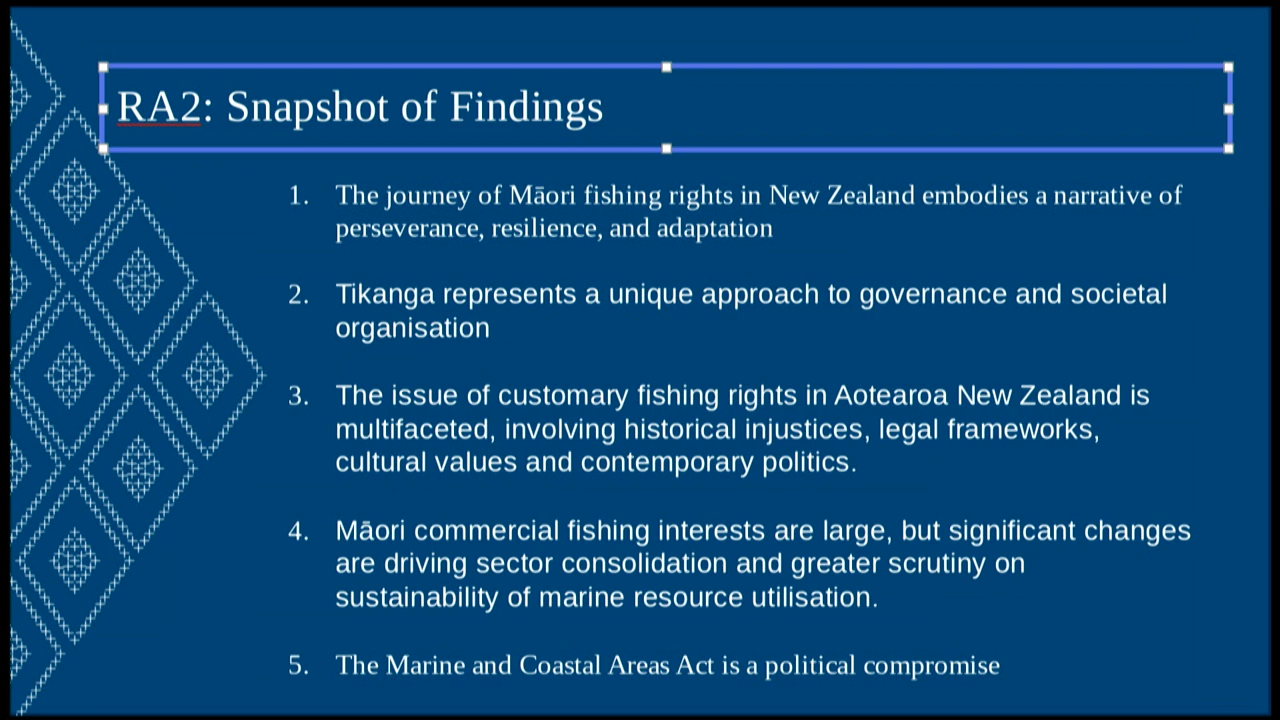 RA2: Snapshot of Findings
1. The journey of Māori fishing rights in New Zealand embodies a narrative of
perseverance, resilience, and adaptation
2. Tikanga represents a unique approach to governance and societal
organisation
3. The issue of customary fishing rights in Aotearoa New Zealand is
multifaceted, involving historical injustices, legal frameworks,
cultural values and contemporary politics.
4. Māori commercial fishing interests are large, but significant changes
are driving sector consolidation and greater scrutiny on
sustainability of marine resource utilisation.
5. The Marine and Coastal Areas Act is a political compromise